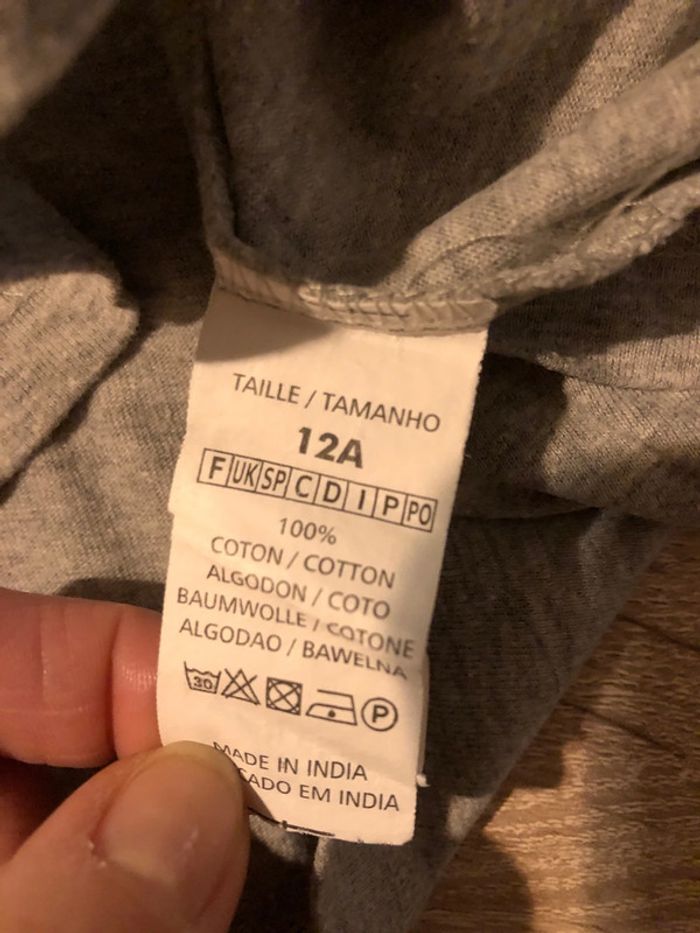 TAILLE / TAMANHO
12A
F UK SP C D I P PO
100%
COTON / COTTON
ALGODON / COTO
BAUMWOLLE / COTONE
ALGODAO / BAWELNA
30 P
MADE IN INDIA
CADO EM INDIA